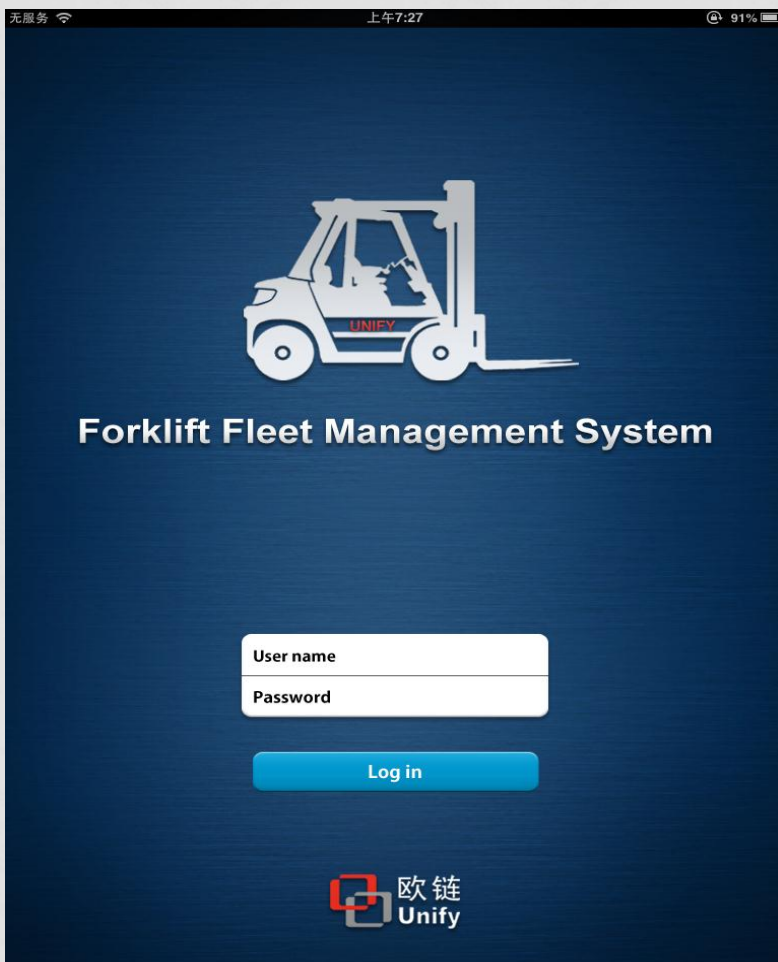 无服务 上午7:27 91%
UNIFY
Forklift Fleet Management System
User name
Password
Log in
欧链
Unify